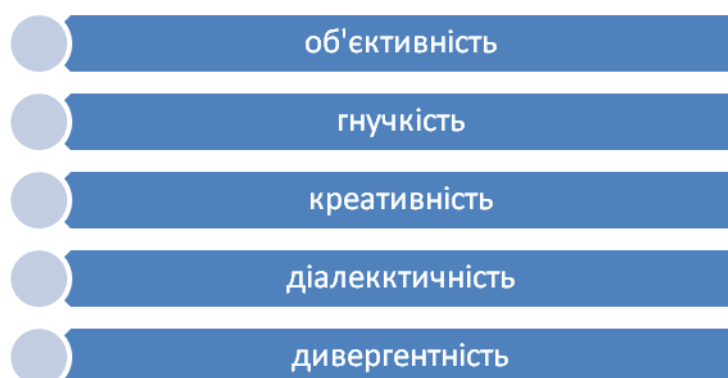 об'єктивність
гнучкість
креативність
діалекктичність
дивергентність